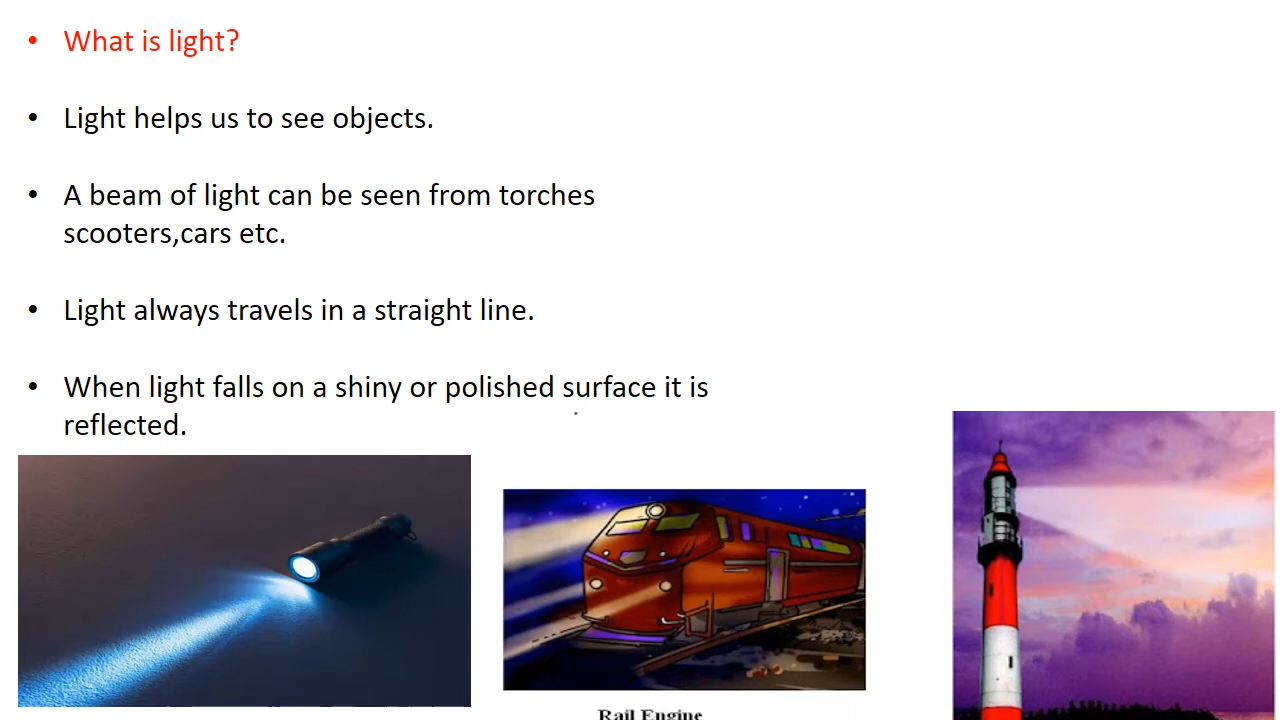 • What is light?
• Light helps us to see objects.
• A beam of light can be seen from torches
scooters,cars etc.
• Light always travels in a straight line.
• When light falls on a shiny or polished surface it is
reflected.
Rail Engine